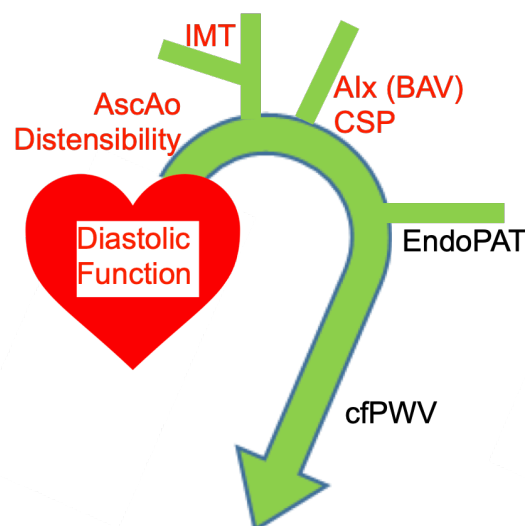 IMT
AIx (BAV)
CSP
AscAo
Distensibility
Diastolic
Function
EndoPAT
cfPWV